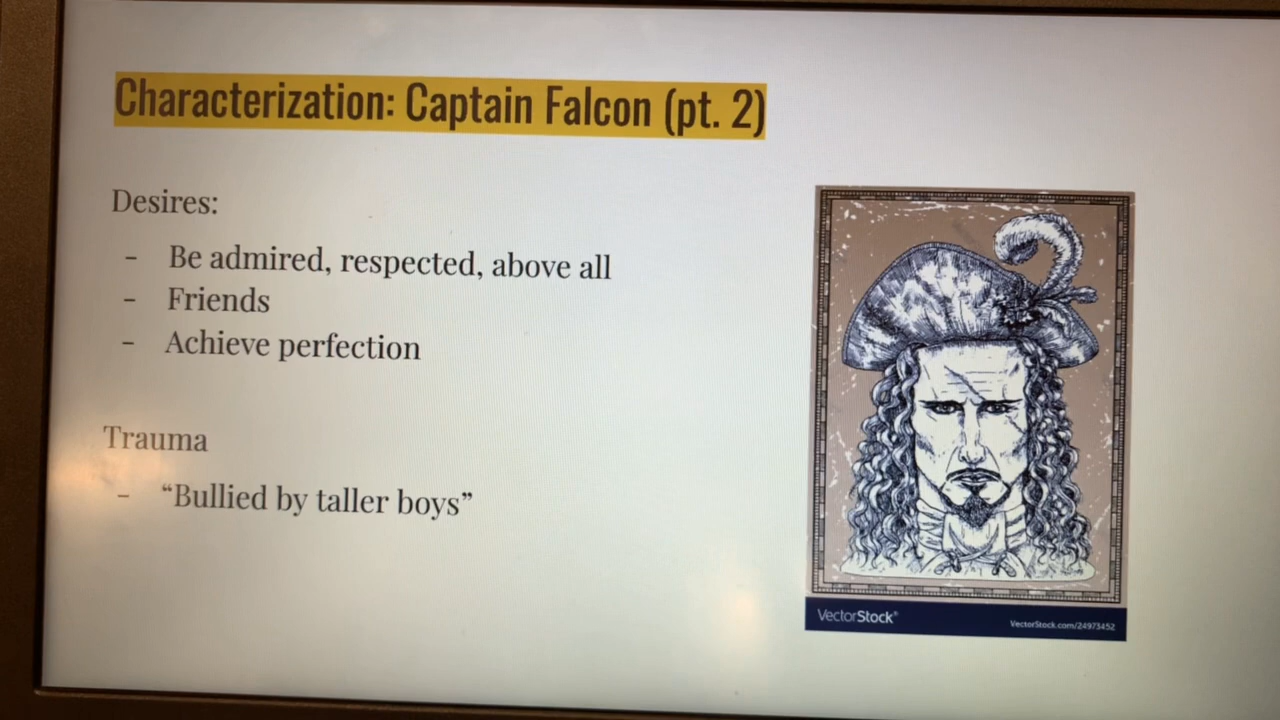 Characterization: Captain Falcon (pt. 2)
Desires:
- Be admired, respected, above all
- Friends
- Achieve perfection
Trauma
- “Bullied by taller boys”
VectorStock®
VectorStock.com/24973452